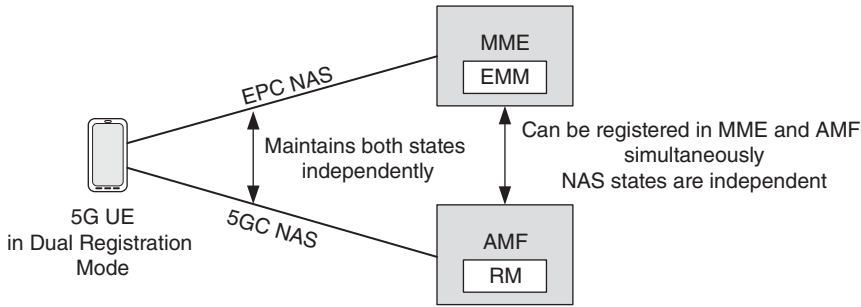 MME
EMM
EPC NAS
Maintains both states
independently
Can be registered in MME and AMF
simultaneously
NAS states are independent
5G UE
in Dual Registration
Mode
5GC NAS
AMF
RM